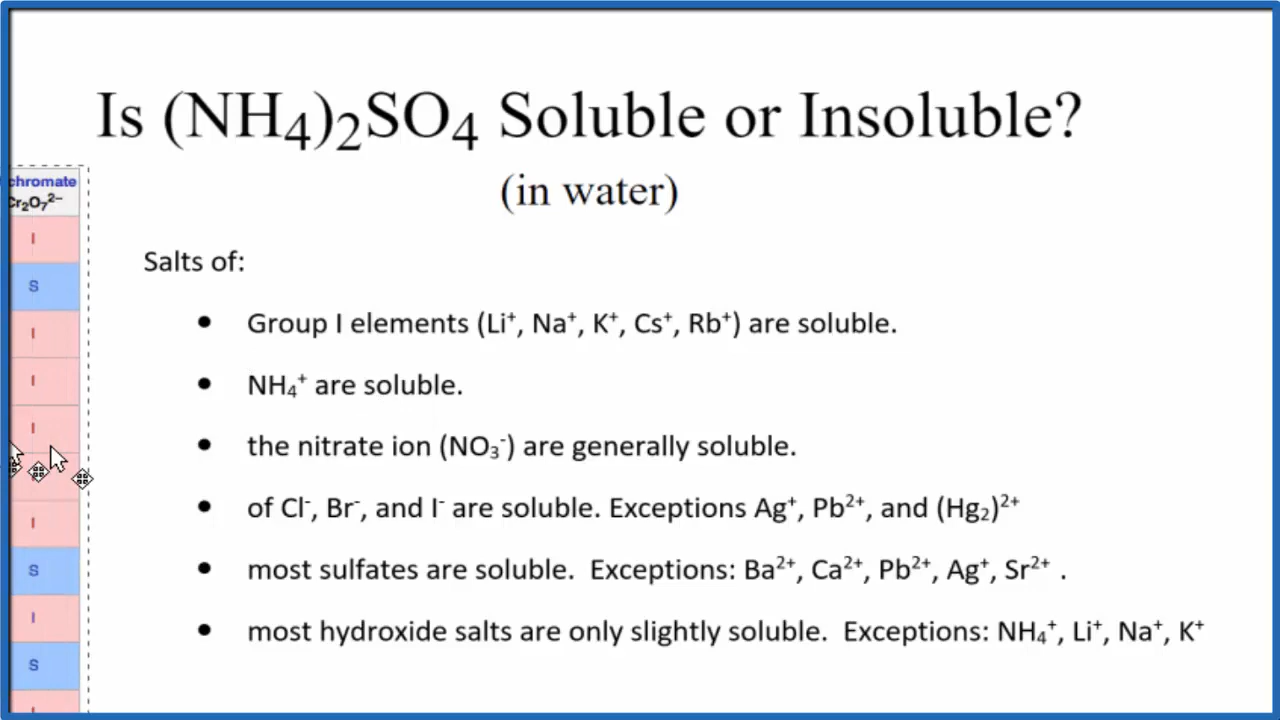 Is (NH₄)₂SO₄ Soluble or Insoluble?
(in water)
chromate
Cr₂O₇²⁻
I
S
I
I
I
I
S
I
S
I
Salts of:
• Group I elements (Li⁺, Na⁺, K⁺, Cs⁺, Rb⁺) are soluble.
• NH₄⁺ are soluble.
• the nitrate ion (NO₃⁻) are generally soluble.
• of Cl⁻, Br⁻, and I⁻ are soluble. Exceptions Ag⁺, Pb²⁺, and (Hg₂)²⁺
• most sulfates are soluble.  Exceptions: Ba²⁺, Ca²⁺, Pb²⁺, Ag⁺, Sr²⁺ .
• most hydroxide salts are only slightly soluble.  Exceptions: NH₄⁺, Li⁺, Na⁺, K⁺